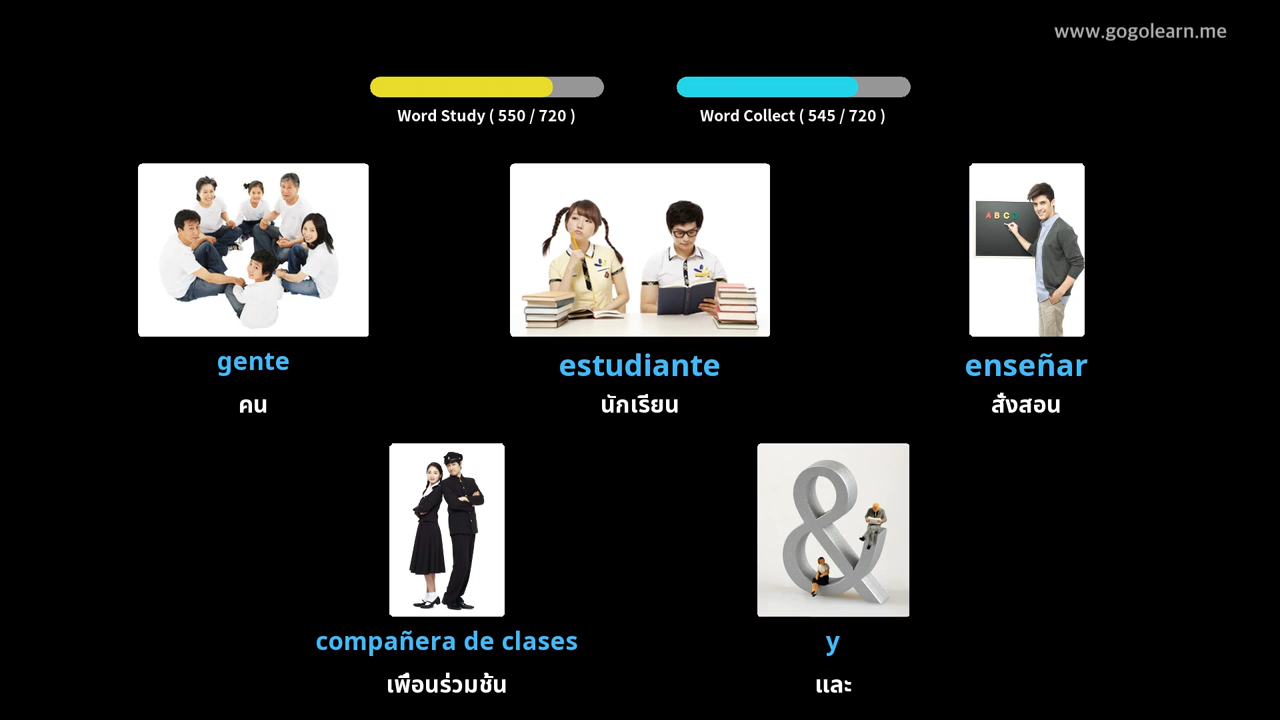 www.gogolearn.me
Word Study ( 550 / 720 )
Word Collect ( 545 / 720 )
A B C D
gente
estudiante
enseñar
คน
นักเรียน
สั่งสอน
compañera de clases
y
เพื่อนร่วมชั้น
และ